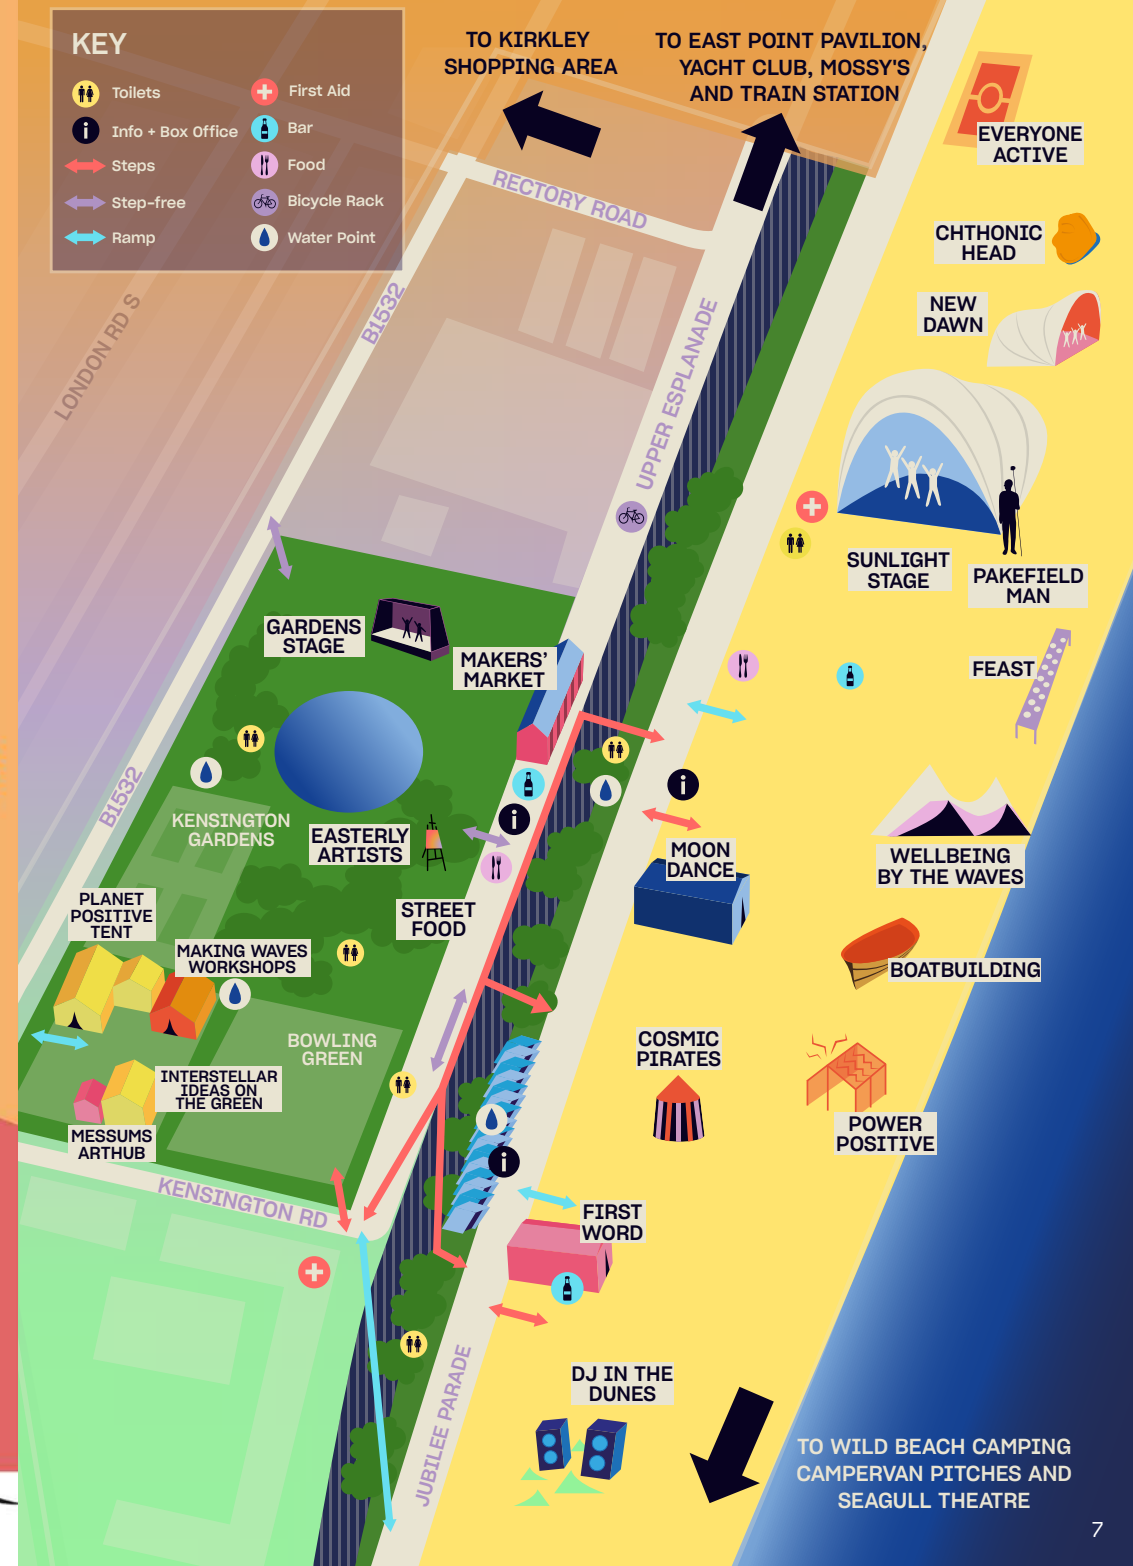 KEY
Toilets
Info + Box Office
Steps
Step-free
Ramp
First Aid
Bar
Food
Bicycle Rack
Water Point
TO KIRKLEY
SHOPPING AREA
TO EAST POINT PAVILION,
YACHT CLUB, MOSSY'S
AND TRAIN STATION
EVERYONE
ACTIVE
RECTORY ROAD
CHTHONIC
HEAD
NEW
DAWN
LONDON RD S
B1532
UPPER ESPLANADE
SUNLIGHT
STAGE
PAKEFIELD
MAN
GARDENS
STAGE
MAKERS'
MARKET
FEAST
B1532
KENSINGTON
GARDENS
EASTERLY
ARTISTS
MOON
DANCE
WELLBEING
BY THE WAVES
PLANET
POSITIVE
TENT
STREET
FOOD
MAKING WAVES
WORKSHOPS
BOATBUILDING
BOWLING
GREEN
COSMIC
PIRATES
INTERSTELLAR
IDEAS ON
THE GREEN
POWER
POSITIVE
MESSUMS
ARTHUB
KENSINGTON RD
FIRST
WORD
JUBILEE PARADE
DJ IN THE
DUNES
TO WILD BEACH CAMPING
CAMPERVAN PITCHES AND
SEAGULL THEATRE
7